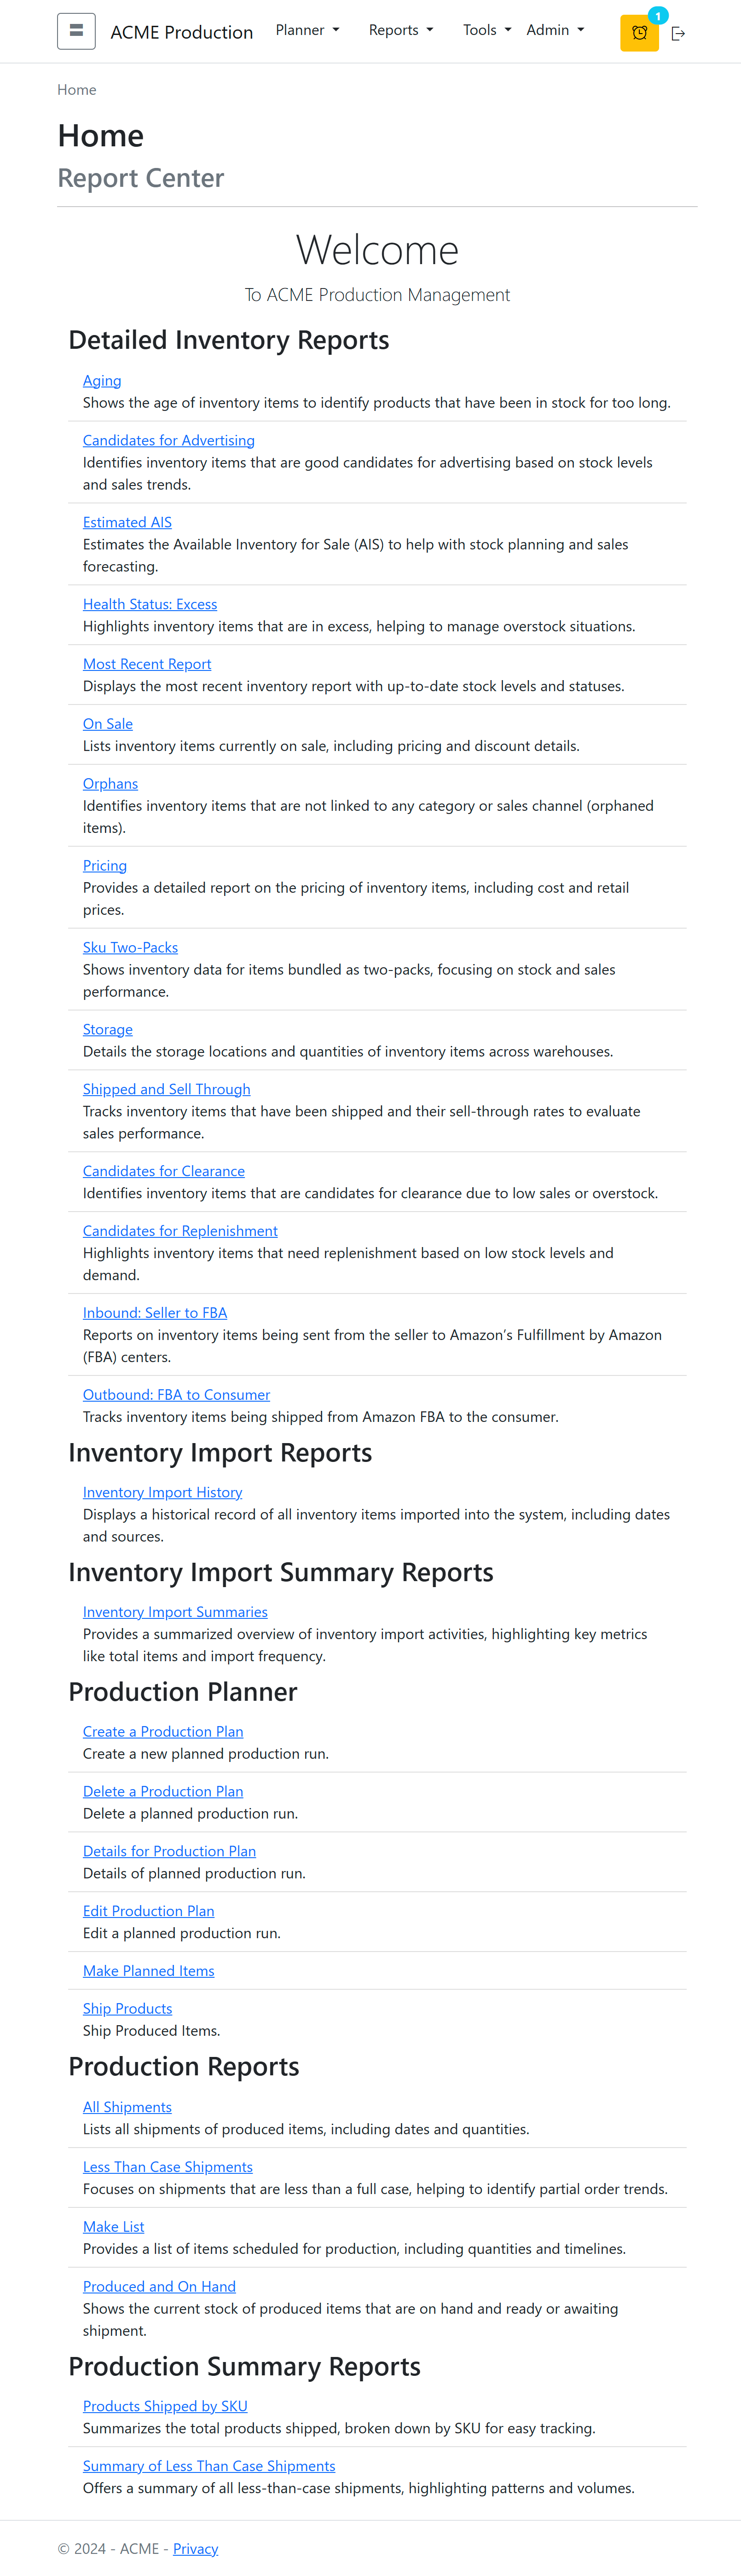 ACME Production Planner Reports Tools Admin 1
Home
Home
Report Center
Welcome
To ACME Production Management
Detailed Inventory Reports
Aging
Shows the age of inventory items to identify products that have been in stock for too long.
Candidates for Advertising
Identifies inventory items that are good candidates for advertising based on stock levels
and sales trends.
Estimated AIS
Estimates the Available Inventory for Sale (AIS) to help with stock planning and sales
forecasting.
Health Status: Excess
Highlights inventory items that are in excess, helping to manage overstock situations.
Most Recent Report
Displays the most recent inventory report with up-to-date stock levels and statuses.
On Sale
Lists inventory items currently on sale, including pricing and discount details.
Orphans
Identifies inventory items that are not linked to any category or sales channel (orphaned
items).
Pricing
Provides a detailed report on the pricing of inventory items, including cost and retail
prices.
Sku Two-Packs
Shows inventory data for items bundled as two-packs, focusing on stock and sales
performance.
Storage
Details the storage locations and quantities of inventory items across warehouses.
Shipped and Sell Through
Tracks inventory items that have been shipped and their sell-through rates to evaluate
sales performance.
Candidates for Clearance
Identifies inventory items that are candidates for clearance due to low sales or overstock.
Candidates for Replenishment
Highlights inventory items that need replenishment based on low stock levels and
demand.
Inbound: Seller to FBA
Reports on inventory items being sent from the seller to Amazon’s Fulfillment by Amazon
(FBA) centers.
Outbound: FBA to Consumer
Tracks inventory items being shipped from Amazon FBA to the consumer.
Inventory Import Reports
Inventory Import History
Displays a historical record of all inventory items imported into the system, including dates
and sources.
Inventory Import Summary Reports
Inventory Import Summaries
Provides a summarized overview of inventory import activities, highlighting key metrics
like total items and import frequency.
Production Planner
Create a Production Plan
Create a new planned production run.
Delete a Production Plan
Delete a planned production run.
Details for Production Plan
Details of planned production run.
Edit Production Plan
Edit a planned production run.
Make Planned Items
Ship Products
Ship Produced Items.
Production Reports
All Shipments
Lists all shipments of produced items, including dates and quantities.
Less Than Case Shipments
Focuses on shipments that are less than a full case, helping to identify partial order trends.
Make List
Provides a list of items scheduled for production, including quantities and timelines.
Produced and On Hand
Shows the current stock of produced items that are on hand and ready or awaiting
shipment.
Production Summary Reports
Products Shipped by SKU
Summarizes the total products shipped, broken down by SKU for easy tracking.
Summary of Less Than Case Shipments
Offers a summary of all less-than-case shipments, highlighting patterns and volumes.
© 2024 - ACME - Privacy